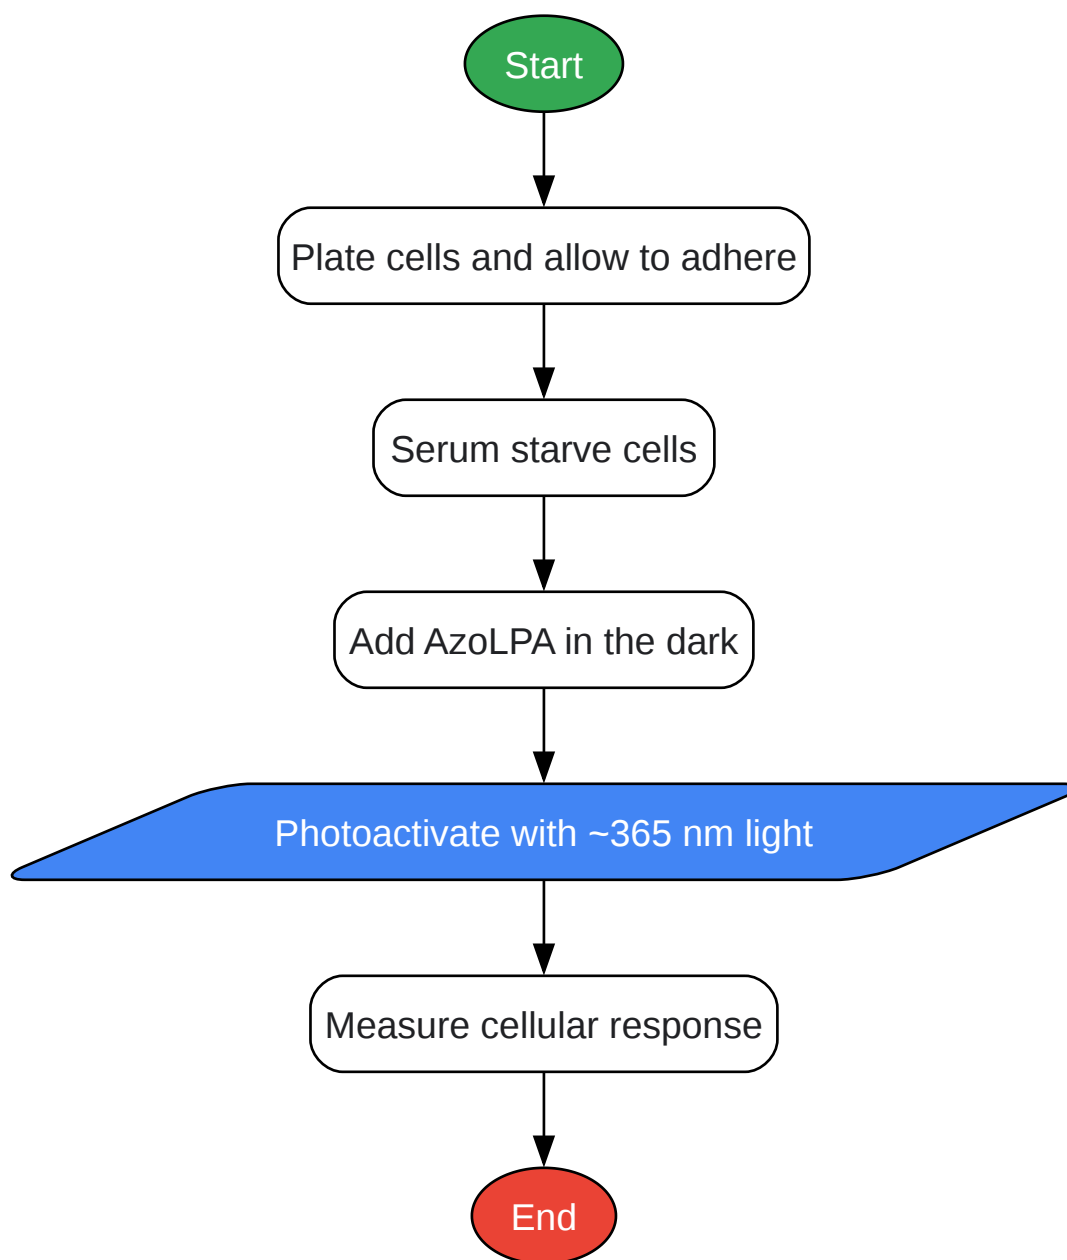 Start
Plate cells and allow to adhere
Serum starve cells
Add AzoLPA in the dark
Photoactivate with ~365 nm light
Measure cellular response
End